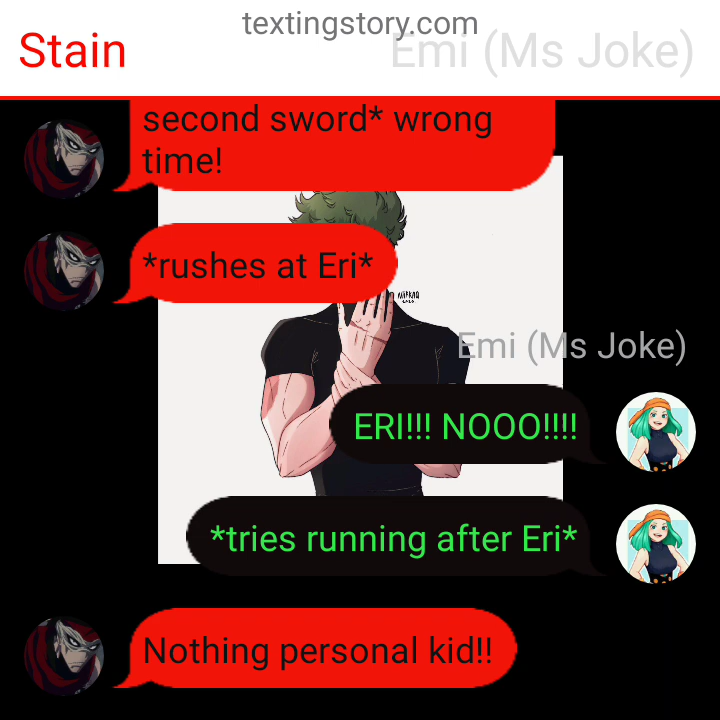 textingstory.com
Stain
Emi (Ms Joke)
second sword* wrong
time!
*rushes at Eri*
Emi (Ms Joke)
ERI!!! NOOO!!!!
*tries running after Eri*
Nothing personal kid!!